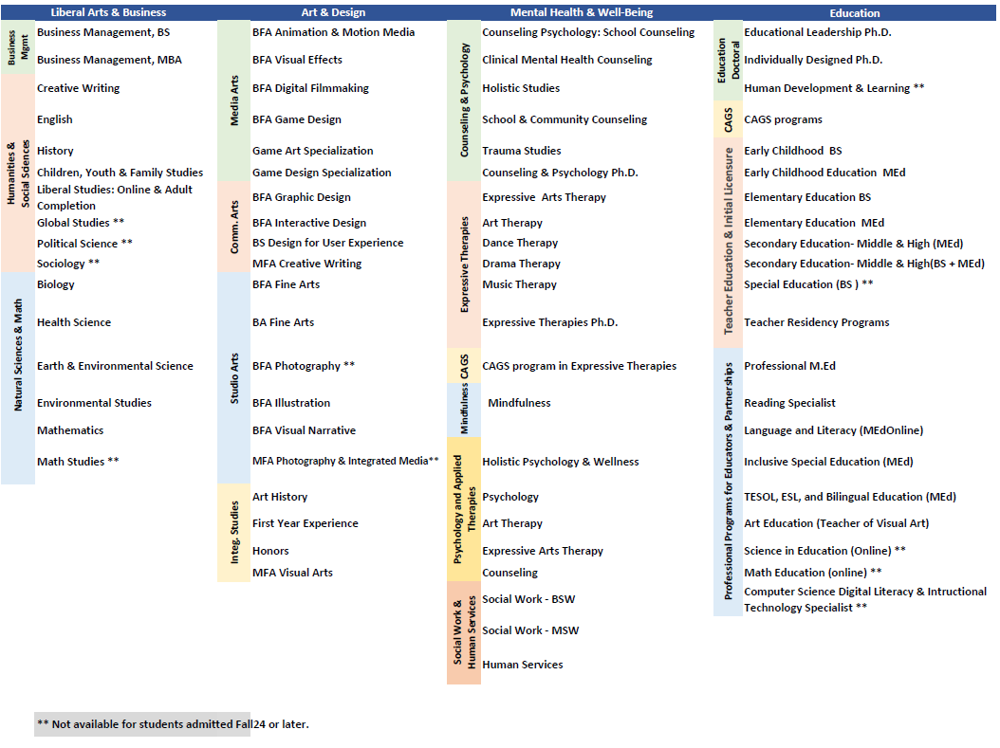 Liberal Arts & Business
Business Mgmt
Business Management, BS
Business Management, MBA
Humanities & Social Sciences
Creative Writing
English
History
Children, Youth & Family Studies
Liberal Studies: Online & Adult
Completion
Global Studies **
Political Science **
Sociology **
Natural Sciences & Math
Biology
Health Science
Earth & Environmental Science
Environmental Studies
Mathematics
Math Studies **
Art & Design
Media Arts
BFA Animation & Motion Media
BFA Visual Effects
BFA Digital Filmmaking
BFA Game Design
Game Art Specialization
Game Design Specialization
Comm. Arts
BFA Graphic Design
BFA Interactive Design
BS Design for User Experience
MFA Creative Writing
Studio Arts
BFA Fine Arts
BA Fine Arts
BFA Photography **
BFA Illustration
BFA Visual Narrative
MFA Photography & Integrated Media**
Integ. Studies
Art History
First Year Experience
Honors
MFA Visual Arts
Mental Health & Well-Being
Counseling & Psychology
Counseling Psychology: School Counseling
Clinical Mental Health Counseling
Holistic Studies
School & Community Counseling
Trauma Studies
Counseling & Psychology Ph.D.
Expressive Therapies
Expressive Arts Therapy
Art Therapy
Dance Therapy
Drama Therapy
Music Therapy
Expressive Therapies Ph.D.
CAGS
CAGS program in Expressive Therapies
Mindfulness
Mindfulness
Psychology and Applied Therapies
Holistic Psychology & Wellness
Psychology
Art Therapy
Expressive Arts Therapy
Counseling
Social Work & Human Services
Social Work - BSW
Social Work - MSW
Human Services
Education
Education Doctoral
Educational Leadership Ph.D.
Individually Designed Ph.D.
Human Development & Learning **
CAGS
CAGS programs
Teacher Education & Initial Licensure
Early Childhood BS
Early Childhood Education MEd
Elementary Education BS
Elementary Education MEd
Secondary Education- Middle & High (MEd)
Secondary Education- Middle & High(BS + MEd)
Special Education (BS ) **
Teacher Residency Programs
Professional Programs for Educators & Partnerships
Professional M.Ed
Reading Specialist
Language and Literacy (MEdOnline)
Inclusive Special Education (MEd)
TESOL, ESL, and Bilingual Education (MEd)
Art Education (Teacher of Visual Art)
Science in Education (Online) **
Math Education (online) **
Computer Science Digital Literacy & Intructional
Technology Specialist **
** Not available for students admitted Fall24 or later.